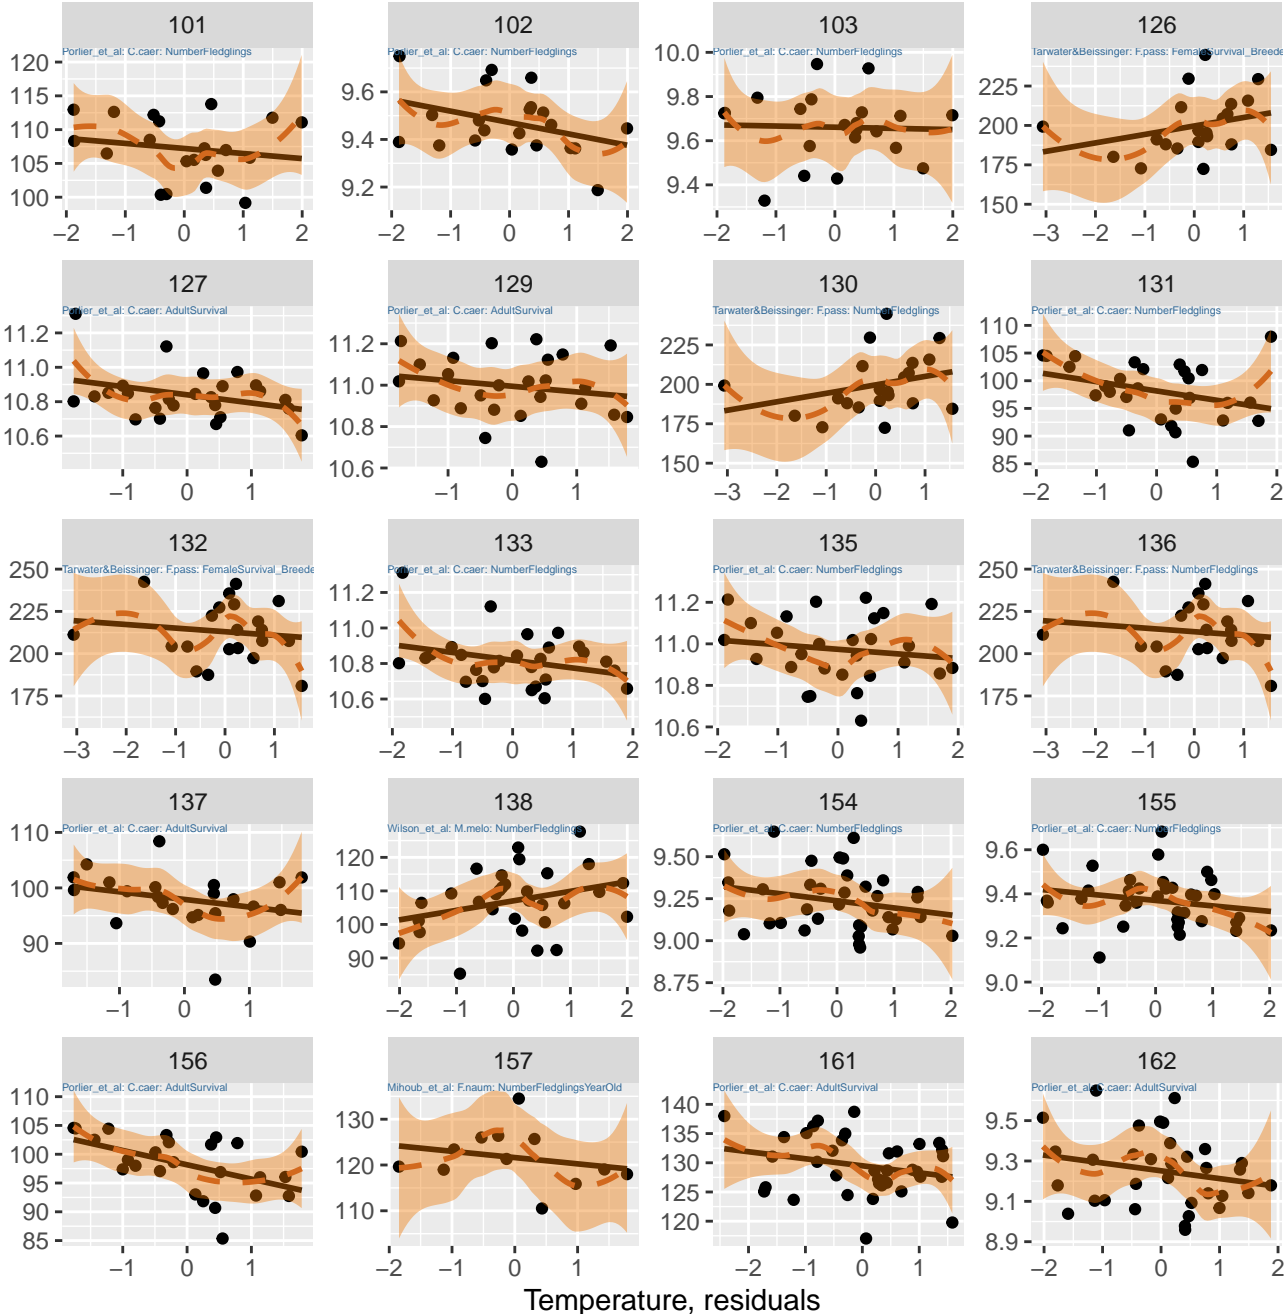 101 102 103 126
Porlier_et_al: C.caer: NumberFledglings Porlier_et_al: C.caer: NumberFledglings Porlier_et_al: C.caer: NumberFledglings Tarwater&Beissinger: F.pass: FemaleSurvival_Breede
120 115 110 105 100
9.6 9.4 9.2
10.0 9.8 9.6 9.4
225 200 175 150
−2 −1 0 1 2 −2 −1 0 1 2 −2 −1 0 1 2 −3 −2 −1 0 1
127 129 130 131
Porlier_et_al: C.caer: AdultSurvival Porlier_et_al: C.caer: AdultSurvival Tarwater&Beissinger: F.pass: NumberFledglings Porlier_et_al: C.caer: NumberFledglings
11.2 11.0 10.8 10.6
11.2 11.0 10.8 10.6
225 200 175 150
110 105 100 95 90 85
−1 0 1 −2 −1 0 1 −3 −2 −1 0 1 −2 −1 0 1 2
132 133 135 136
Tarwater&Beissinger: F.pass: FemaleSurvival_Breede Porlier_et_al: C.caer: NumberFledglings Porlier_et_al: C.caer: NumberFledglings Tarwater&Beissinger: F.pass: NumberFledglings
250 225 200 175
11.2 11.0 10.8 10.6
11.2 11.0 10.8 10.6
250 225 200 175
−3 −2 −1 0 1 −2 −1 0 1 2 −2 −1 0 1 2 −3 −2 −1 0 1
137 138 154 155
Porlier_et_al: C.caer: AdultSurvival Wilson_et_al: M.melo: NumberFledglings Porlier_et_al: C.caer: NumberFledglings Porlier_et_al: C.caer: NumberFledglings
110 100 90
120 110 100 90
9.50 9.25 9.00 8.75
9.6 9.4 9.2 9.0
−1 0 1 −2 −1 0 1 2 −2 −1 0 1 2 −2 −1 0 1 2
156 157 161 162
Porlier_et_al: C.caer: AdultSurvival Mihoub_et_al: F.naum: NumberFledglingsYearOld Porlier_et_al: C.caer: AdultSurvival Porlier_et_al: C.caer: AdultSurvival
110 105 100 95 90 85
130 120 110
140 135 130 125 120
9.5 9.3 9.1 8.9
−1 0 1 −2 −1 0 1 −2 −1 0 1 −2 −1 0 1 2
Temperature, residuals